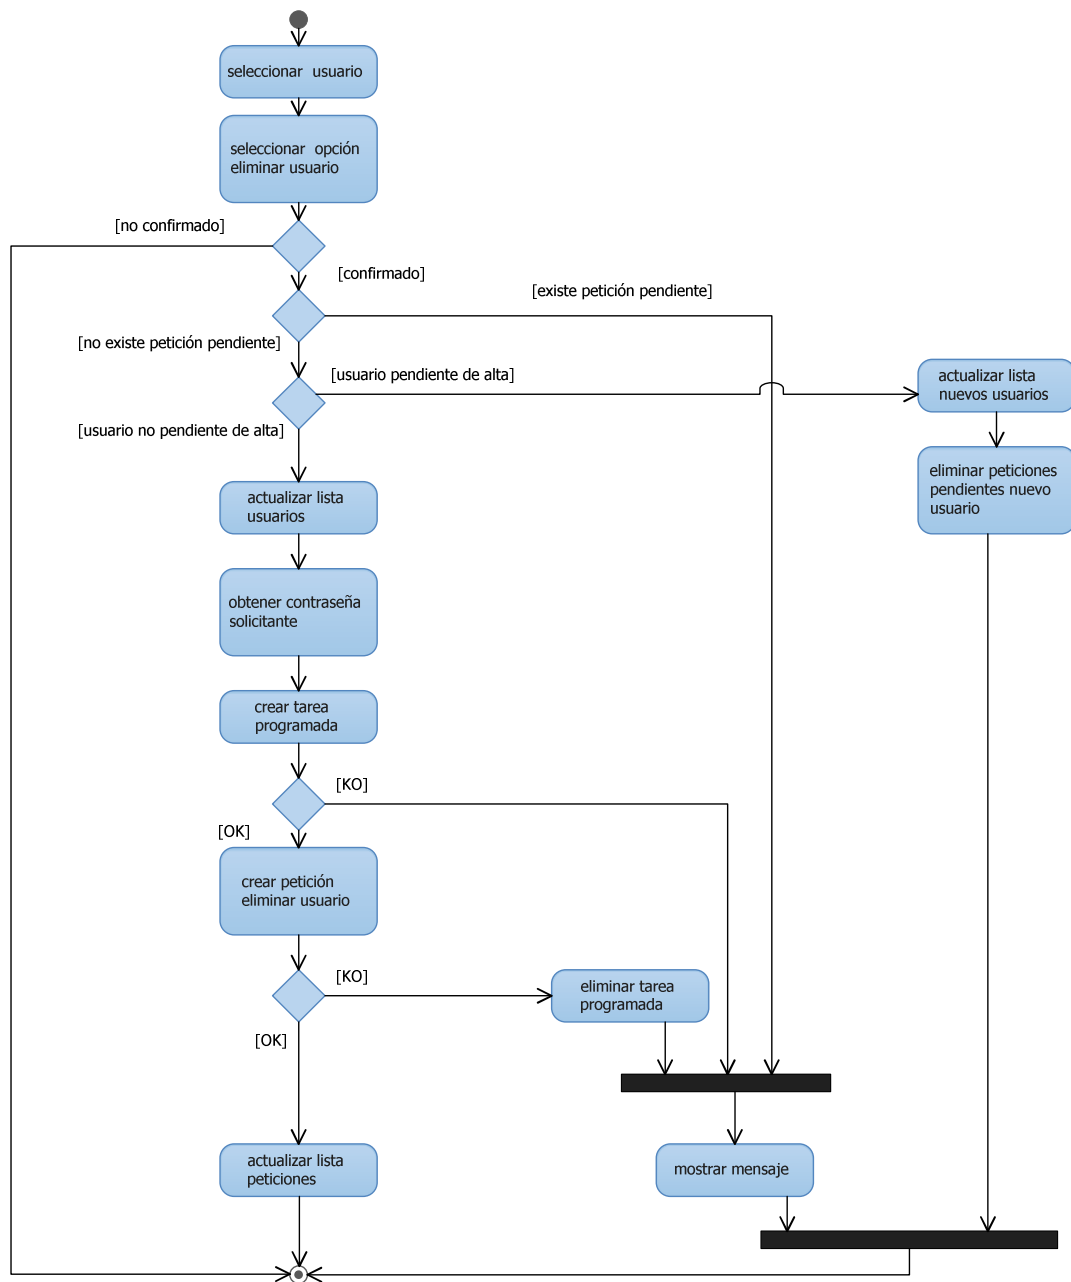 seleccionar  usuario
seleccionar  opción
eliminar usuario
[no confirmado]
[confirmado]
[existe petición pendiente]
[no existe petición pendiente]
[usuario pendiente de alta]
actualizar lista
nuevos usuarios
[usuario no pendiente de alta]
eliminar peticiones
pendientes nuevo
usuario
actualizar lista
usuarios
obtener contraseña
solicitante
crear tarea
programada
[KO]
[OK]
crear petición
eliminar usuario
[KO]
eliminar tarea
programada
[OK]
actualizar lista
peticiones
mostrar mensaje